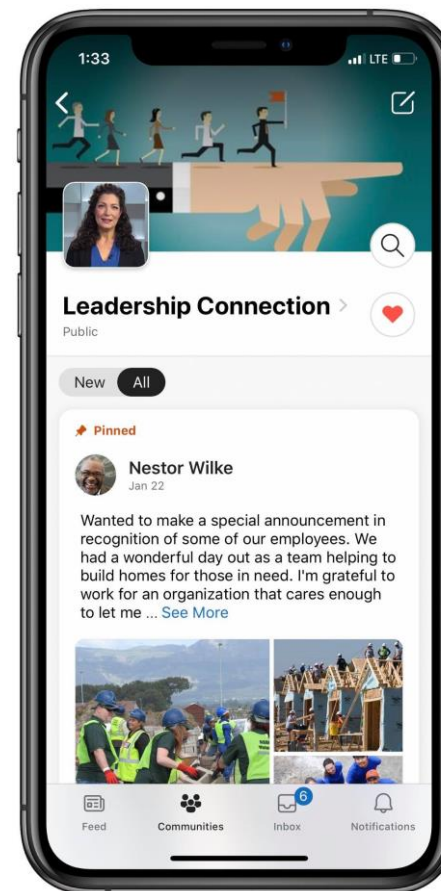 1:33 LTE
Leadership Connection
Public
New All
Pinned
Nestor Wilke
Jan 22
Wanted to make a special announcement in
recognition of some of our employees. We
had a wonderful day out as a team helping to
build homes for those in need. I'm grateful to
work for an organization that cares enough
to let me ... See More
6
Feed Communities Inbox Notifications